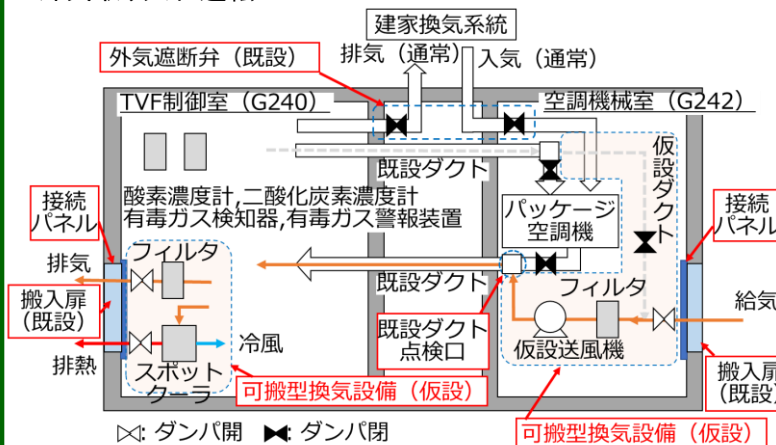 建家換気系統
外気遮断弁（既設）
排気（通常）
入気（通常）
TVF制御室（G240）
空調機械室（G242）
既設ダクト
仮設ダクト
酸素濃度計,二酸化炭素濃度計
有毒ガス検知器,有毒ガス警報装置
パッケージ
空調機
接続
パネル
接続
パネル
フィルタ
排気
既設ダクト
フィルタ
給気
搬入扉
（既設）
冷風
既設ダクト
点検口
仮設送風機
排熱
スポット
クーラ
可搬型換気設備（仮設）
搬入扉
（既設）
ダンパ開
ダンパ閉
可搬型換気設備（仮設）